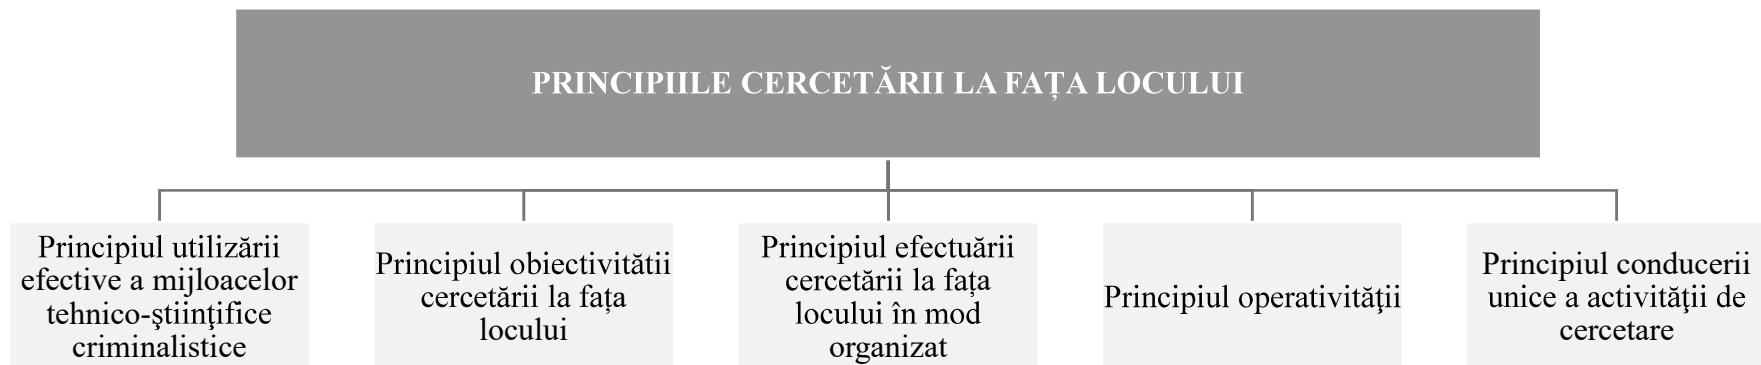 PRINCIPIILE CERCETĂRII LA FAȚA LOCULUI
Principiul utilizării
efective a mijloacelor
tehnico-ştiinţifice
criminalistice
Principiul obiectivitătii
cercetării la fața
locului
Principiul efectuării
cercetării la fața
locului în mod
organizat
Principiul operativităţii
Principiul conducerii
unice a activităţii de
cercetare